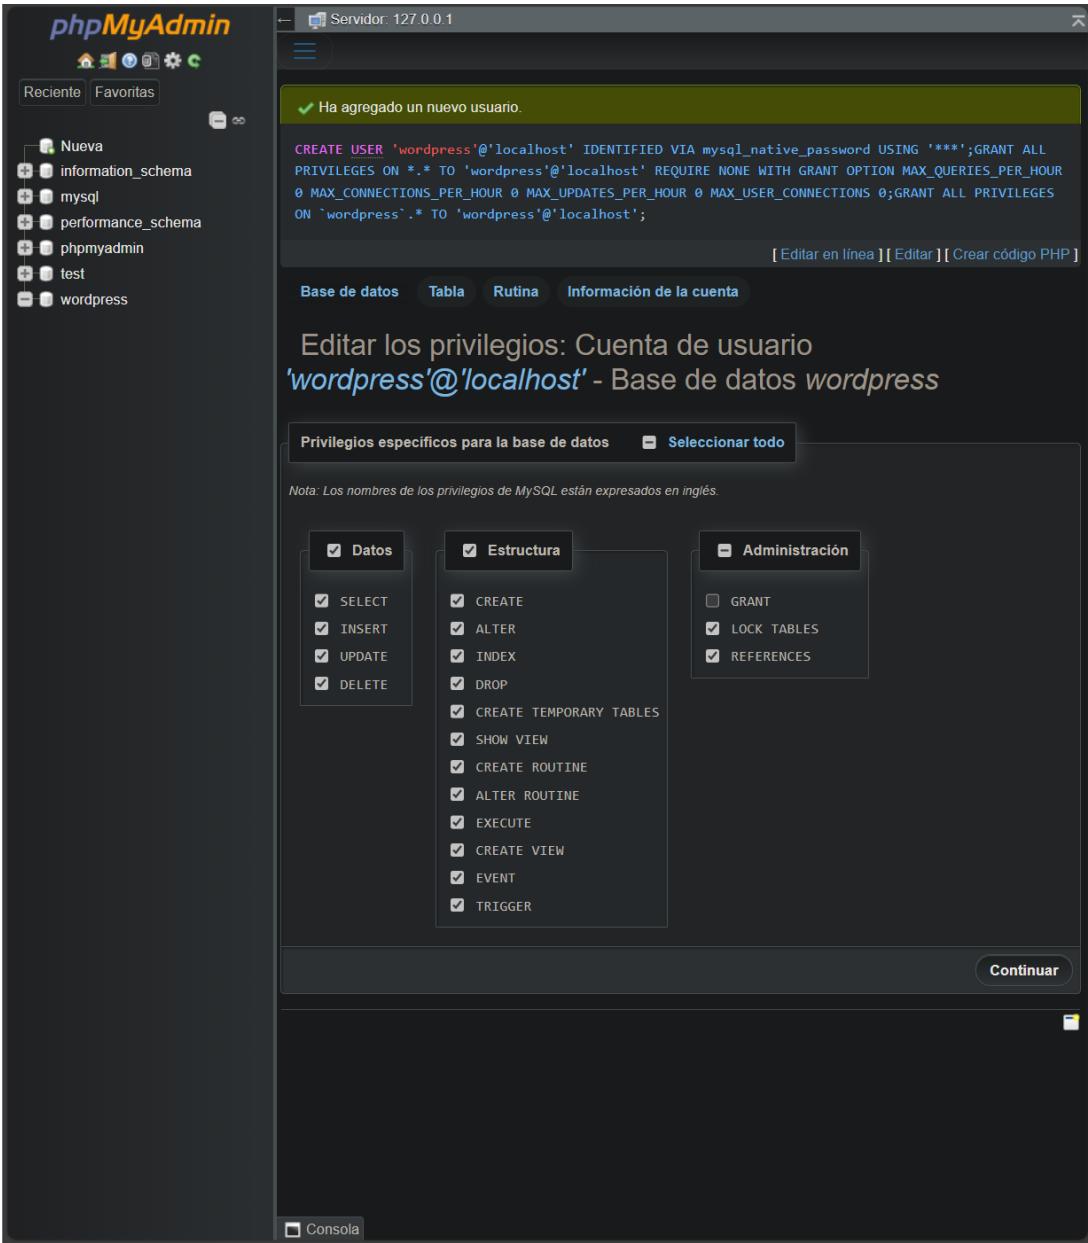 phpMyAdmin
Reciente Favoritas
Nueva
information_schema
mysql
performance_schema
phpmyadmin
test
wordpress
Servidor: 127.0.0.1
Ha agregado un nuevo usuario.
CREATE USER 'wordpress'@'localhost' IDENTIFIED VIA mysql_native_password USING '***';GRANT ALL
PRIVILEGES ON *.* TO 'wordpress'@'localhost' REQUIRE NONE WITH GRANT OPTION MAX_QUERIES_PER_HOUR
0 MAX_CONNECTIONS_PER_HOUR 0 MAX_UPDATES_PER_HOUR 0 MAX_USER_CONNECTIONS 0;GRANT ALL PRIVILEGES
ON `wordpress`.* TO 'wordpress'@'localhost';
[ Editar en línea ] [ Editar ] [ Crear código PHP ]
Base de datos Tabla Rutina Información de la cuenta
Editar los privilegios: Cuenta de usuario
'wordpress'@'localhost' - Base de datos wordpress
Privilegios específicos para la base de datos Seleccionar todo
Nota: Los nombres de los privilegios de MySQL están expresados en inglés.
Datos
SELECT
INSERT
UPDATE
DELETE
Estructura
CREATE
ALTER
INDEX
DROP
CREATE TEMPORARY TABLES
SHOW VIEW
CREATE ROUTINE
ALTER ROUTINE
EXECUTE
CREATE VIEW
EVENT
TRIGGER
Administración
GRANT
LOCK TABLES
REFERENCES
Continuar
Consola